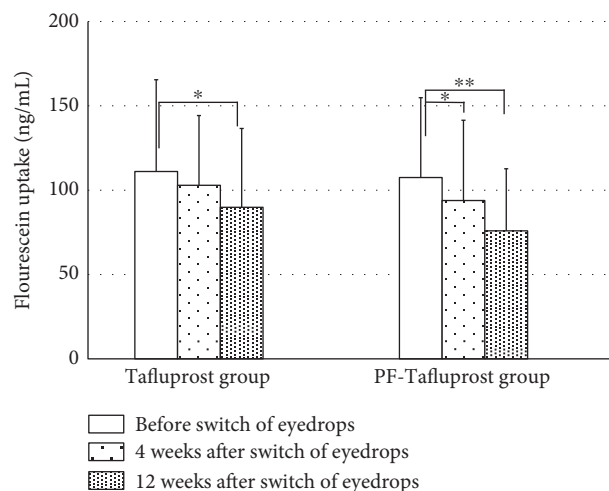 200
150
100
50
0
Flourescein uptake (ng/mL)
*
*
**
Tafluprost group
PF-Tafluprost group
Before switch of eyedrops
4 weeks after switch of eyedrops
12 weeks after switch of eyedrops